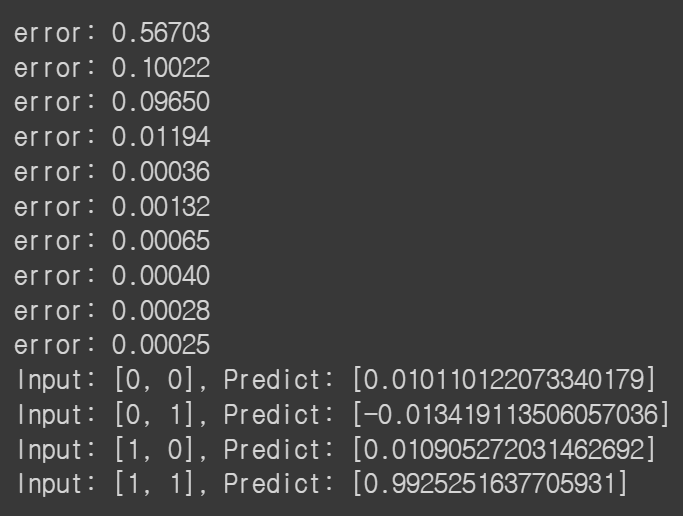 error: 0.56703
error: 0.10022
error: 0.09650
error: 0.01194
error: 0.00036
error: 0.00132
error: 0.00065
error: 0.00040
error: 0.00028
error: 0.00025
Input: [0, 0], Predict: [0.010110122073340179]
Input: [0, 1], Predict: [-0.013419113506057036]
Input: [1, 0], Predict: [0.010905272031462692]
Input: [1, 1], Predict: [0.9925251637705931]